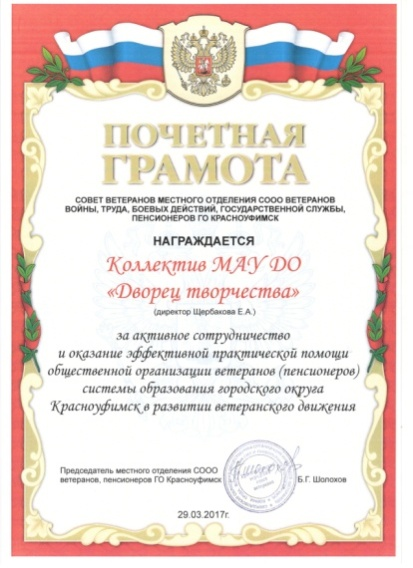 ПОЧЕТНАЯ
ГРАМОТА
СОВЕТ ВЕТЕРАНОВ МЕСТНОГО ОТДЕЛЕНИЯ СООО ВЕТЕРАНОВ
ВОЙНЫ, ТРУДА, БОЕВЫХ ДЕЙСТВИЙ, ГОСУДАРСТВЕННОЙ СЛУЖБЫ,
ПЕНСИОНЕРОВ ГО КРАСНОУФИМСК
НАГРАЖДАЕТСЯ
Коллектив МАУ ДО
«Дворец творчества»
(директор Щербакова Е.А.)
за активное сотрудничество
и оказание эффективной практической помощи
общественной организации ветеранов (пенсионеров)
системы образования городского округа
Красноуфимск в развитии ветеранского движения
Председатель местного отделения СООО
ветеранов, пенсионеров ГО Красноуфимск Б.Г. Шолохов
29.03.2017г.